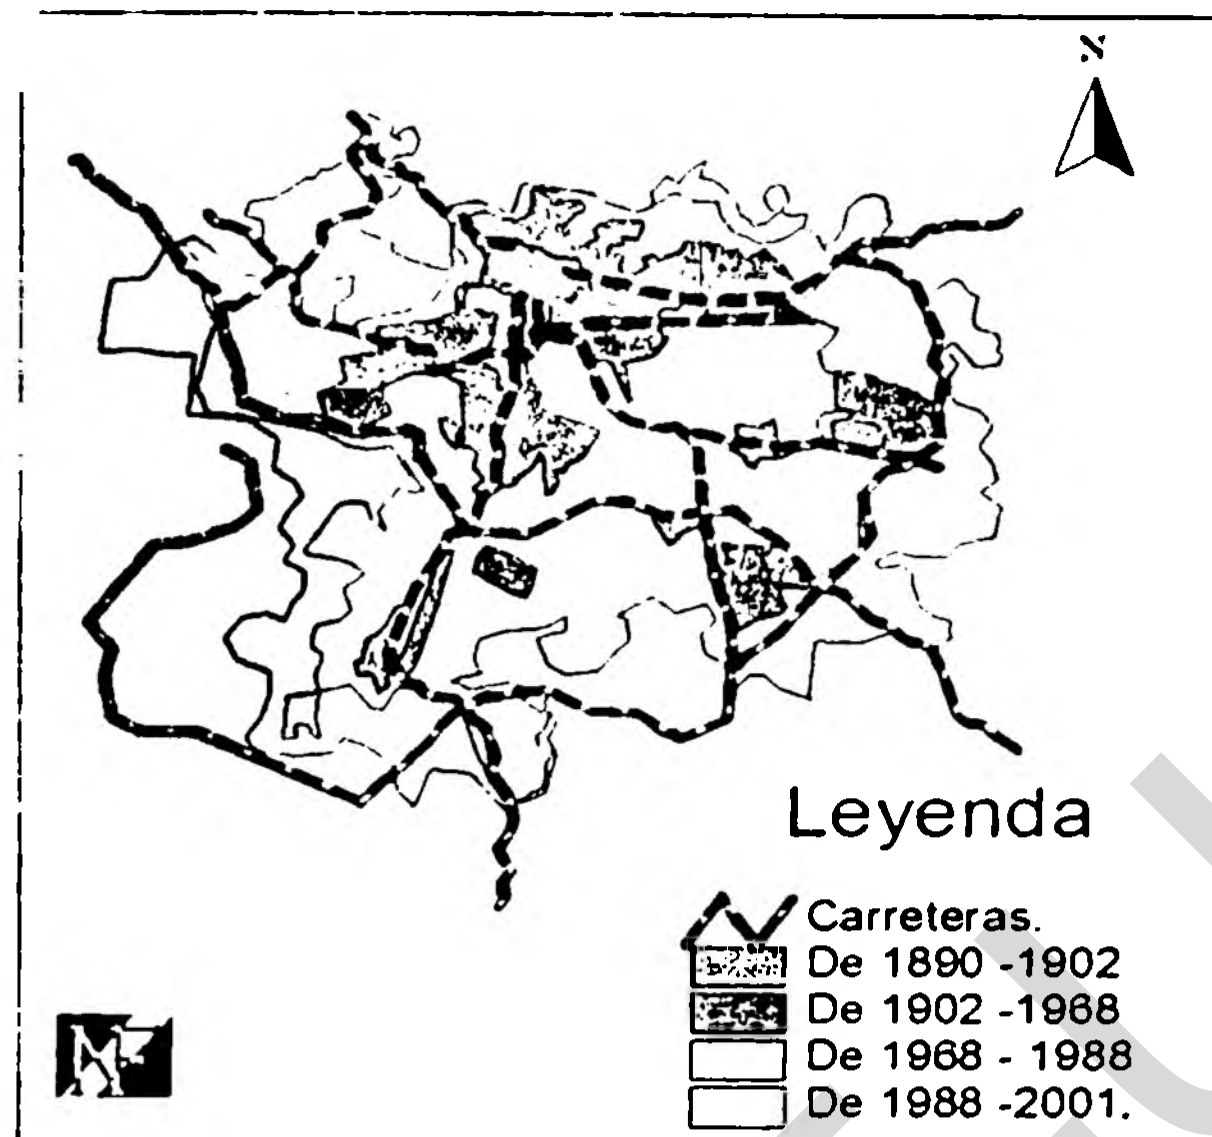 N
Leyenda
Carreteras.
De 1890 -1902
De 1902 -1968
De 1968 - 1988
De 1988 -2001.